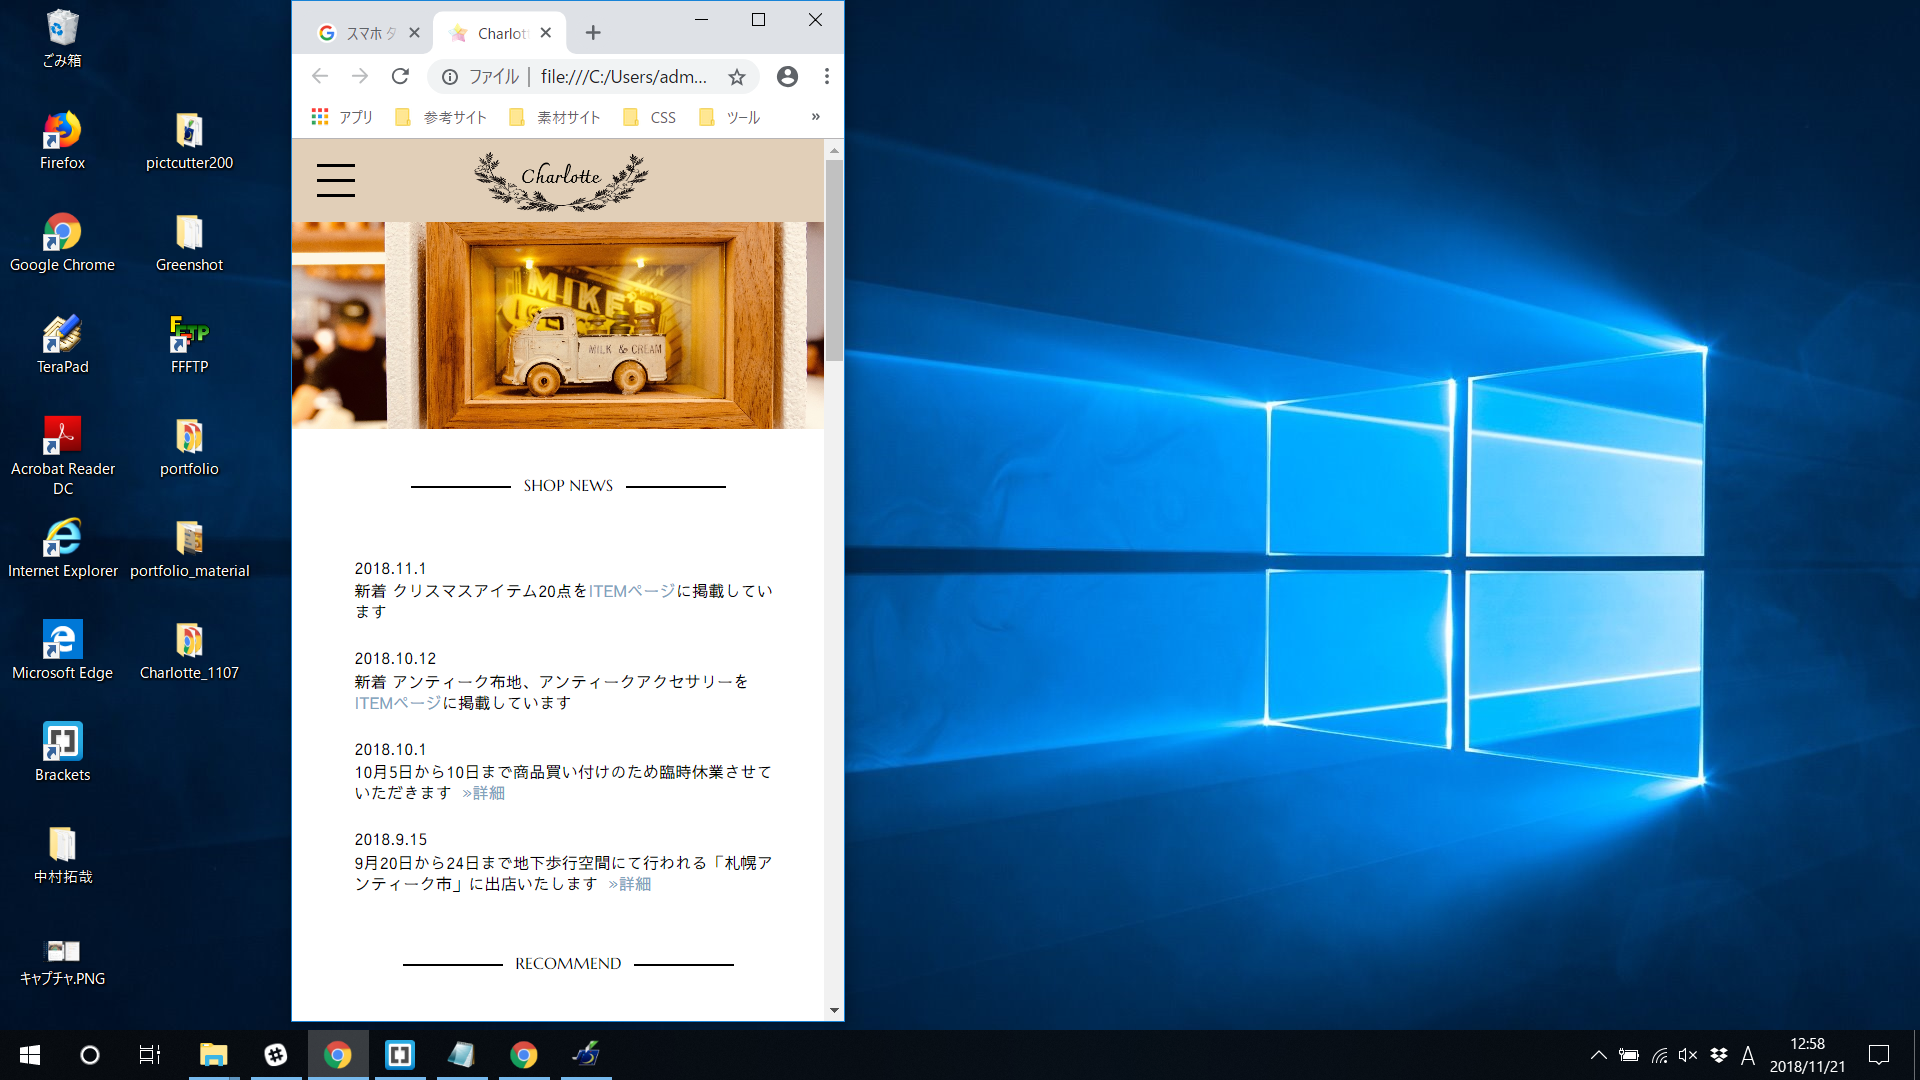 ごみ箱
Firefox
pictcutter200
Google Chrome
Greenshot
TeraPad
FFFTP
Acrobat Reader
DC
portfolio
Internet Explorer
portfolio_material
Microsoft Edge
Charlotte_1107
Brackets
中村拓哉
キャプチャ.PNG
スマホ タ
Charlot
ファイル | file:///C:/Users/adm...
アプリ 参考サイト 素材サイト CSS ツール »
Charlotte
MIKE'S
MILK & CREAM
SHOP NEWS
2018.11.1
新着 クリスマスアイテム20点をITEMページに掲載してい
ます
2018.10.12
新着 アンティーク布地、アンティークアクセサリーを
ITEMページに掲載しています
2018.10.1
10月5日から10日まで商品買い付けのため臨時休業させて
いただきます »詳細
2018.9.15
9月20日から24日まで地下歩行空間にて行われる「札幌ア
ンティーク市」に出店いたします »詳細
RECOMMEND
A
12:58
2018/11/21